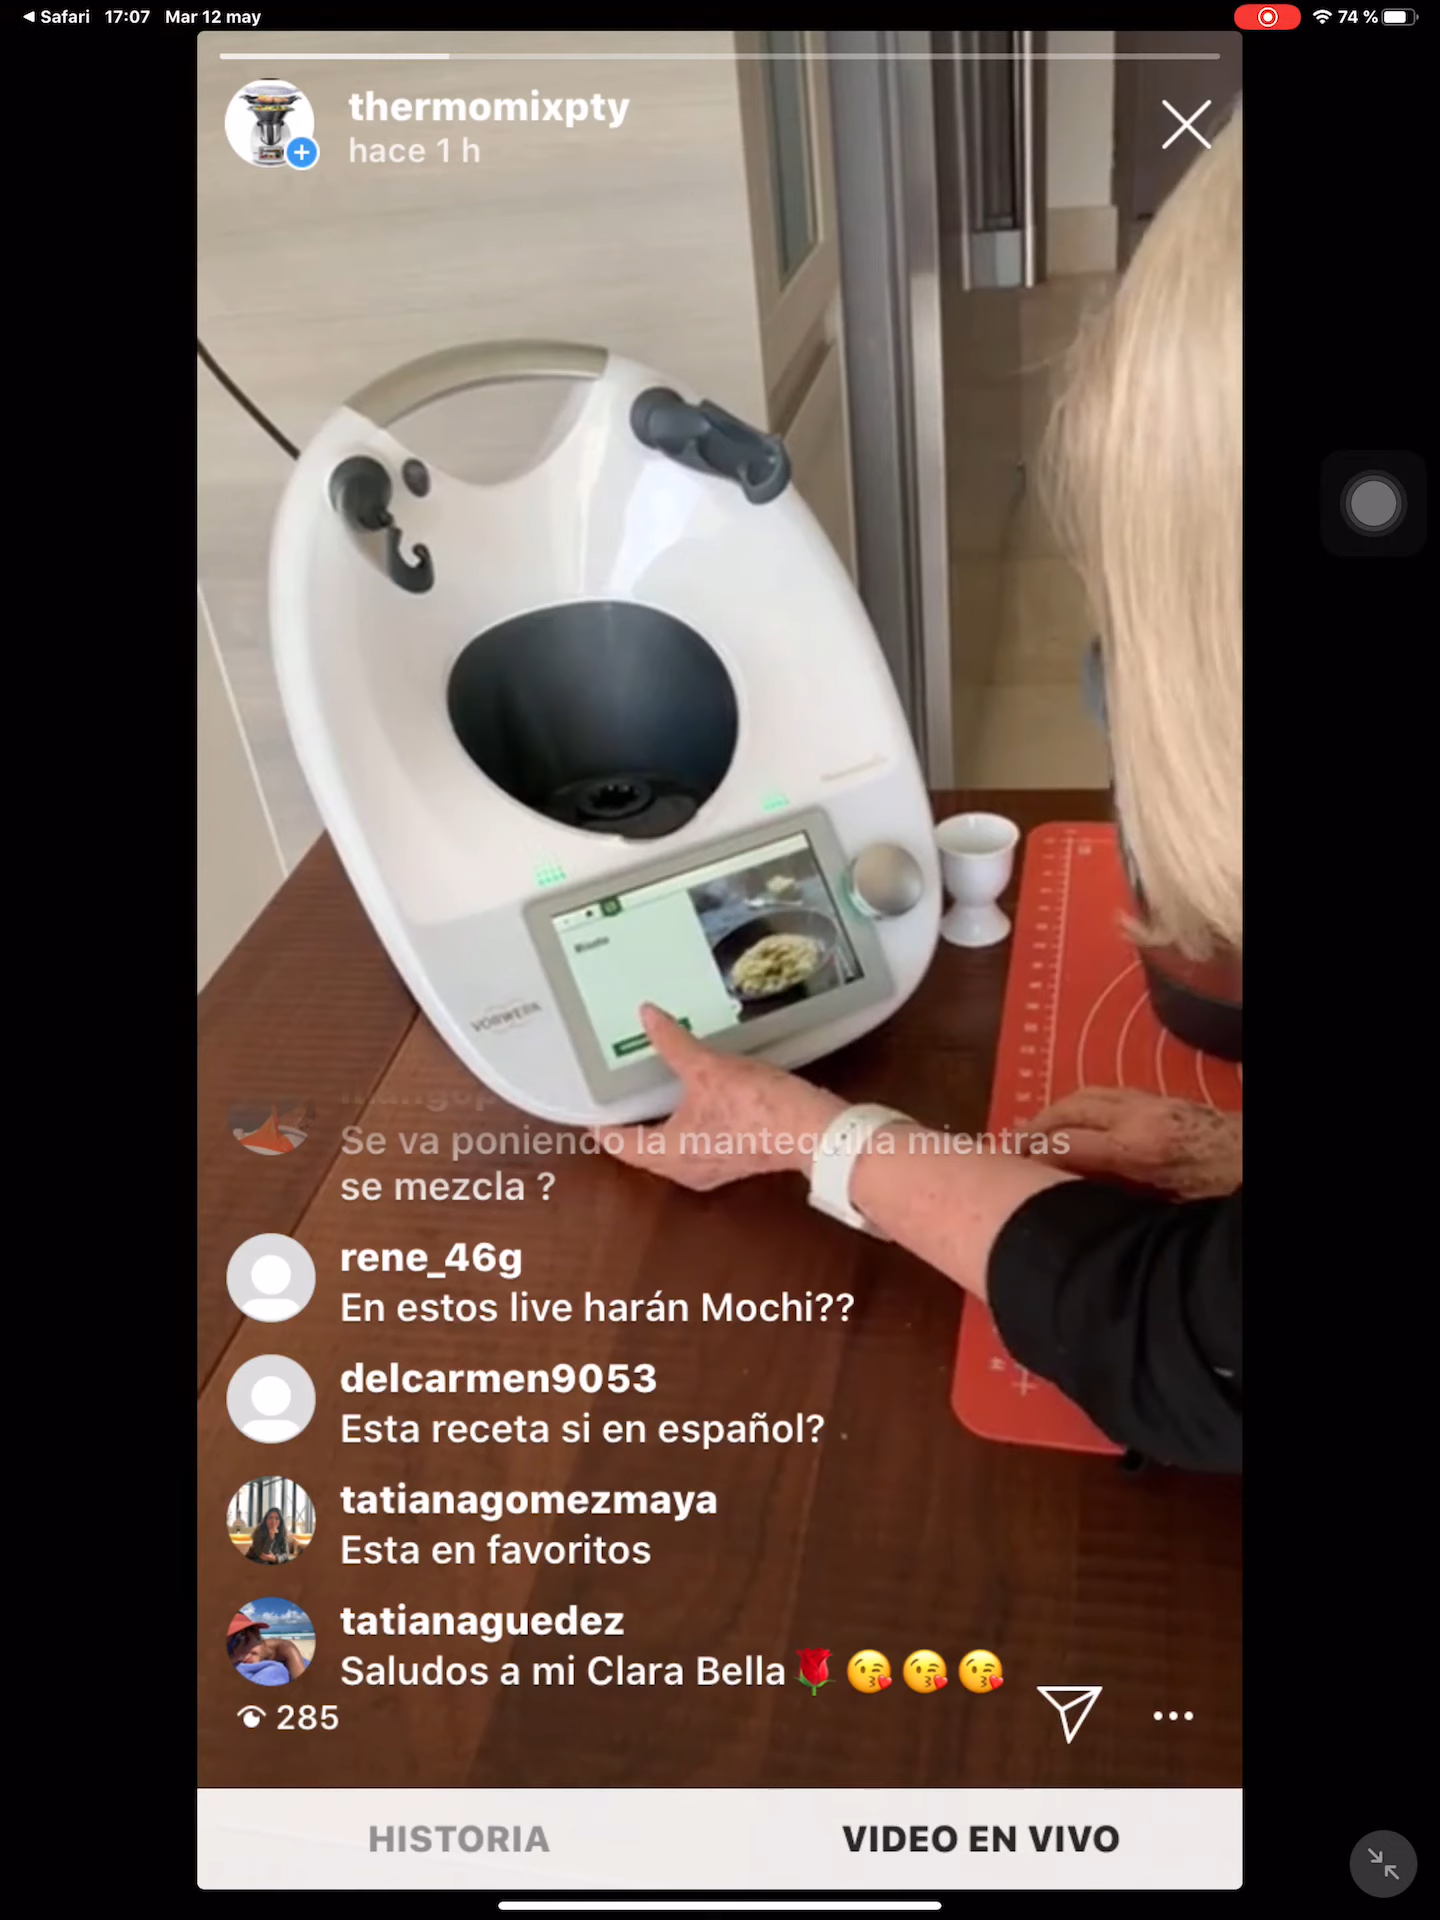 Safari 17:07 Mar 12 may
74 %
thermomixpty
hace 1 h
VORWERK
Se va poniendo la mantequilla mientras
se mezcla ?
rene_46g
En estos live harán Mochi??
delcarmen9053
Esta receta si en español?
tatianagomezmaya
Esta en favoritos
tatianaguedez
Saludos a mi Clara Bella🌹😘😘😘
285
HISTORIA
VIDEO EN VIVO